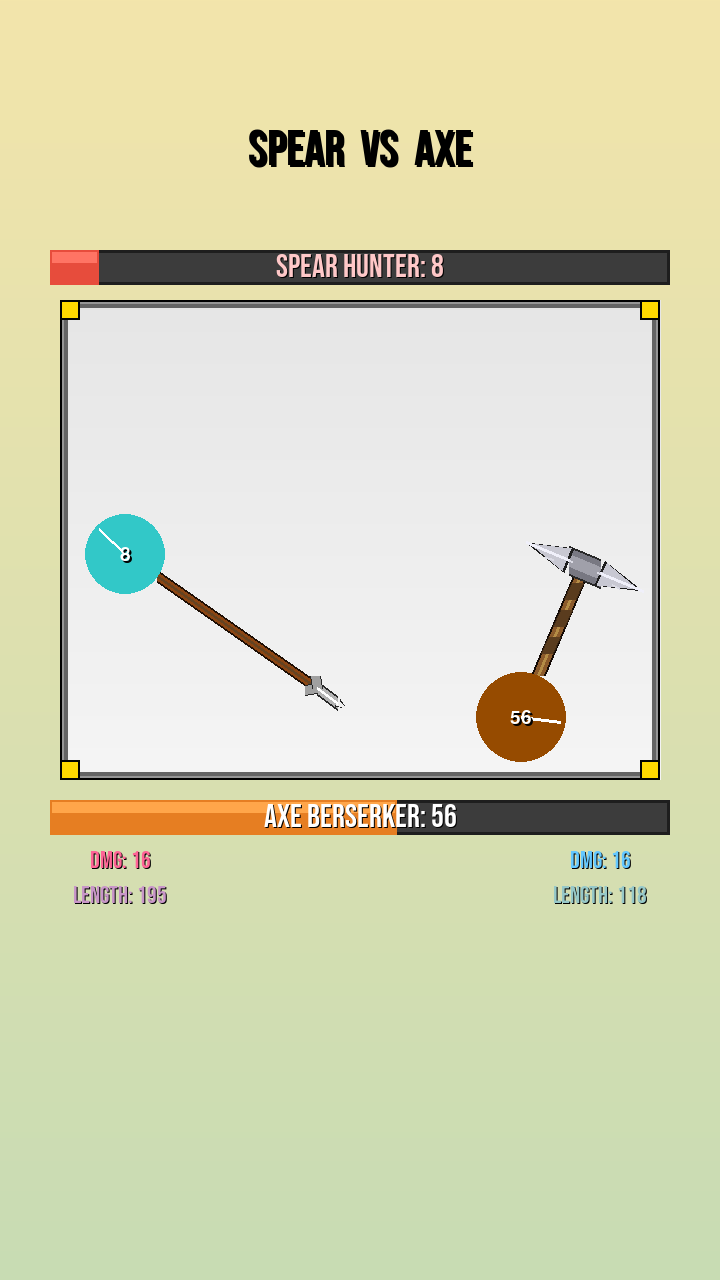 SPEAR VS AXE
SPEAR HUNTER: 8
8
56
AXE BERSERKER: 56
DMG: 16
DMG: 16
LENGTH: 195
LENGTH: 118